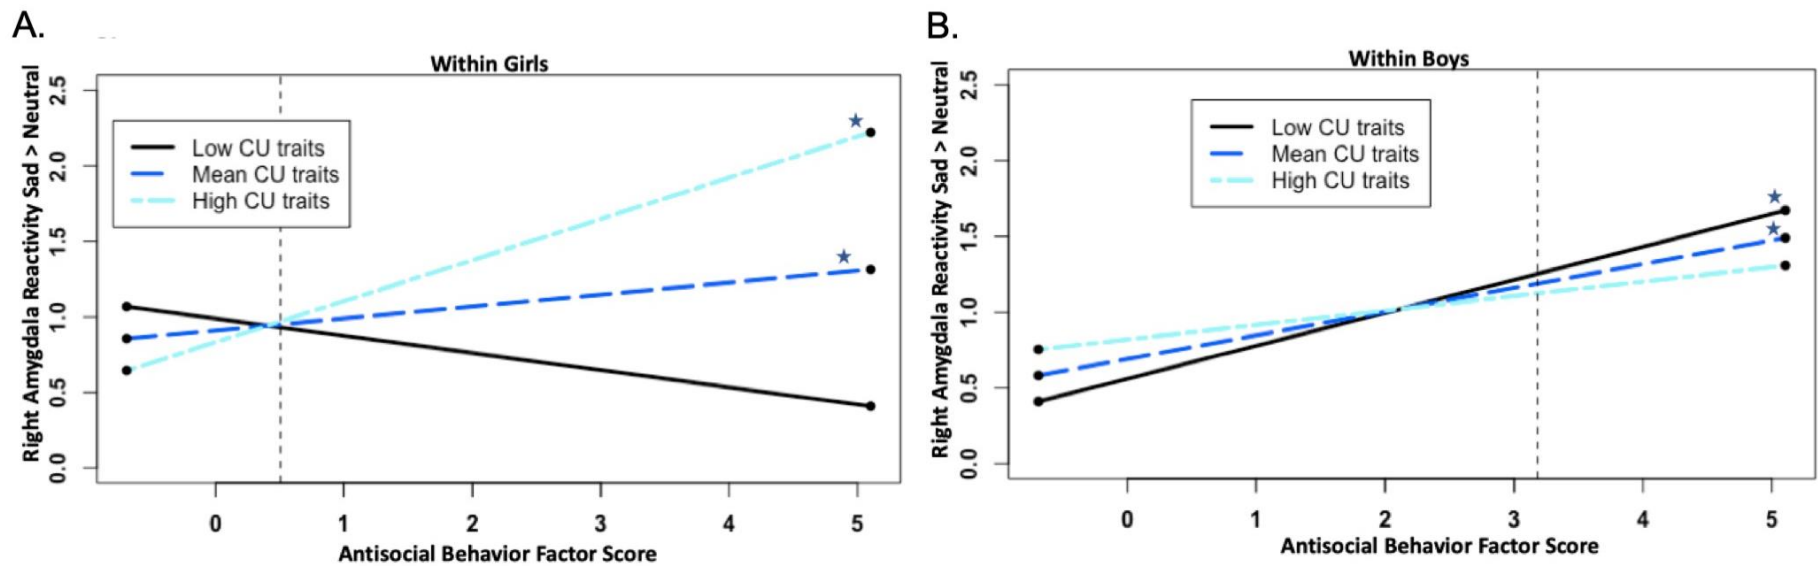 A.
Within Girls
Right Amygdala Reactivity Sad > Neutral
2.5
2.0
1.5
1.0
0.5
0.0
Low CU traits
Mean CU traits
High CU traits
0 1 2 3 4 5
Antisocial Behavior Factor Score
B.
Within Boys
Right Amygdala Reactivity Sad > Neutral
2.5
2.0
1.5
1.0
0.5
0.0
Low CU traits
Mean CU traits
High CU traits
0 1 2 3 4 5
Antisocial Behavior Factor Score